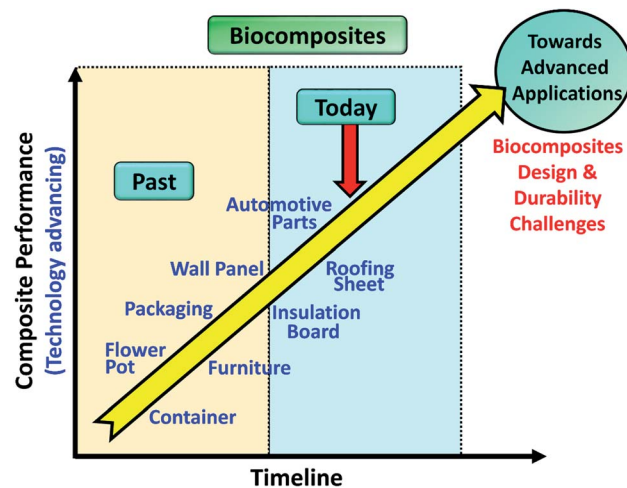 Biocomposites
Towards
Advanced
Applications
Today
Past
Biocomposites
Design &
Durability
Challenges
Automotive
Parts
Wall Panel
Roofing
Sheet
Packaging
Insulation
Board
Flower
Pot
Furniture
Container
Composite Performance
(Technology advancing)
Timeline